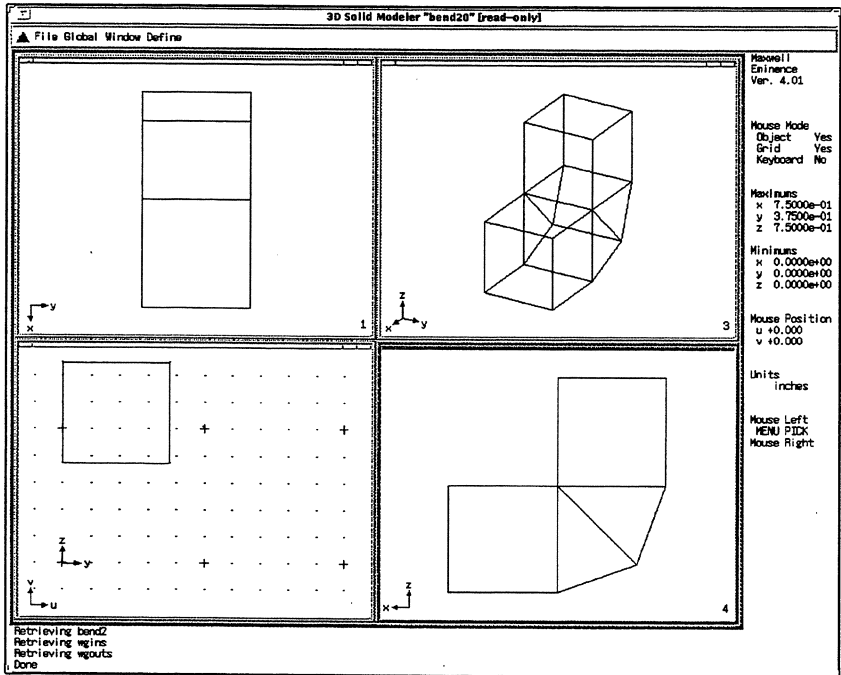 3D Solid Modeler "bend20" [read-only]
File Global Window Define
Maxwell
Eminence
Ver. 4.01
Mouse Mode
Object Yes
Grid Yes
Keyboard No
Maximums
x 7.5000e-01
y 3.7500e-01
z 7.5000e-01
Minimums
x 0.0000e+00
y 0.0000e+00
z 0.0000e+00
Mouse Position
u +0.000
v +0.000
Units
inches
Mouse Left
MENU PICK
Mouse Right
y
x
1
z
x
y
3
z
y
v
u
z
x
4
Retrieving bend2
Retrieving wgins
Retrieving wgouts
Done